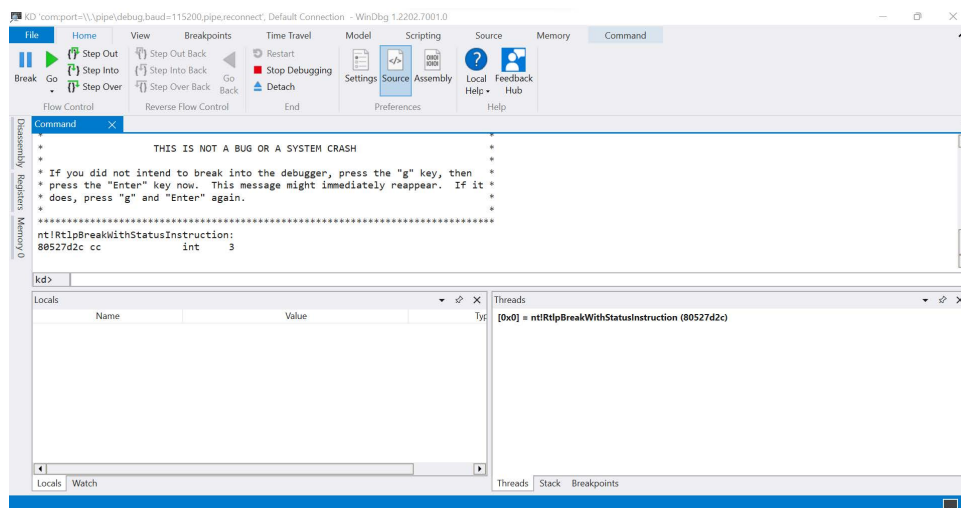 KD 'com:port=\\.\pipe\debug,baud=115200,pipe,reconnect', Default Connection - WinDbg 1.2202.7001.0
File Home View Breakpoints Time Travel Model Scripting Source Memory Command
Break
Go
Step Out
Step Into
Step Over
Flow Control
Step Out Back
Step Into Back
Step Over Back
Go Back
Reverse Flow Control
Restart
Stop Debugging
Detach
End
Settings Source Assembly
Preferences
Local Help
Feedback Hub
Help
Disassembly
Registers
Memory 0
Command X
* *
* THIS IS NOT A BUG OR A SYSTEM CRASH *
* *
* If you did not intend to break into the debugger, press the "g" key, then *
* press the "Enter" key now. This message might immediately reappear. If it *
* does, press "g" and "Enter" again. *
* *
*******************************************************************************
nt!RtlpBreakWithStatusInstruction:
80527d2c cc int 3
kd>
Locals
Name Value Typ
Locals Watch
Threads
[0x0] = nt!RtlpBreakWithStatusInstruction (80527d2c)
Threads Stack Breakpoints